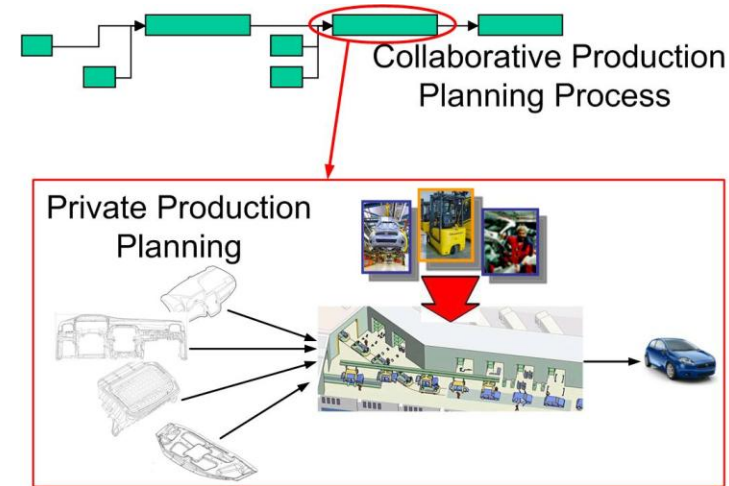 Collaborative Production
Planning Process
Private Production
Planning